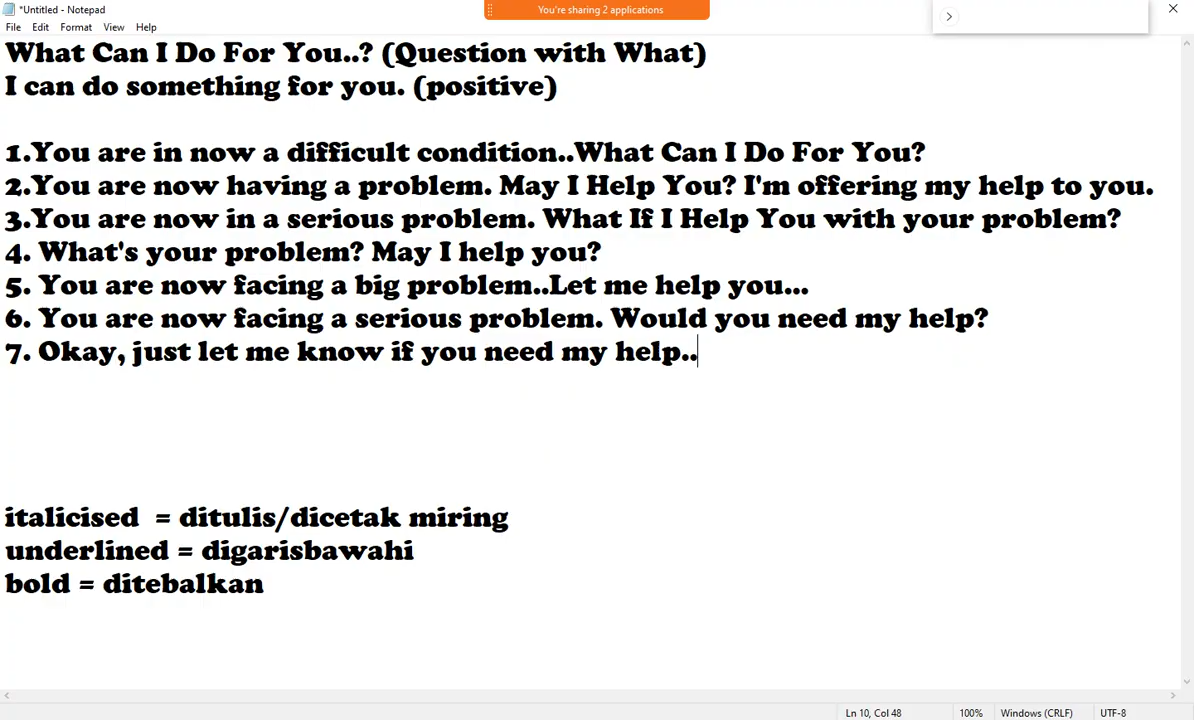 *Untitled - Notepad
You're sharing 2 applications
File Edit Format View Help
What Can I Do For You..? (Question with What)
I can do something for you. (positive)
1.You are in now a difficult condition..What Can I Do For You?
2.You are now having a problem. May I Help You? I'm offering my help to you.
3.You are now in a serious problem. What If I Help You with your problem?
4. What's your problem? May I help you?
5. You are now facing a big problem..Let me help you...
6. You are now facing a serious problem. Would you need my help?
7. Okay, just let me know if you need my help..
italicised  = ditulis/dicetak miring
underlined = digarisbawahi
bold = ditebalkan
Ln 10, Col 48 100% Windows (CRLF) UTF-8